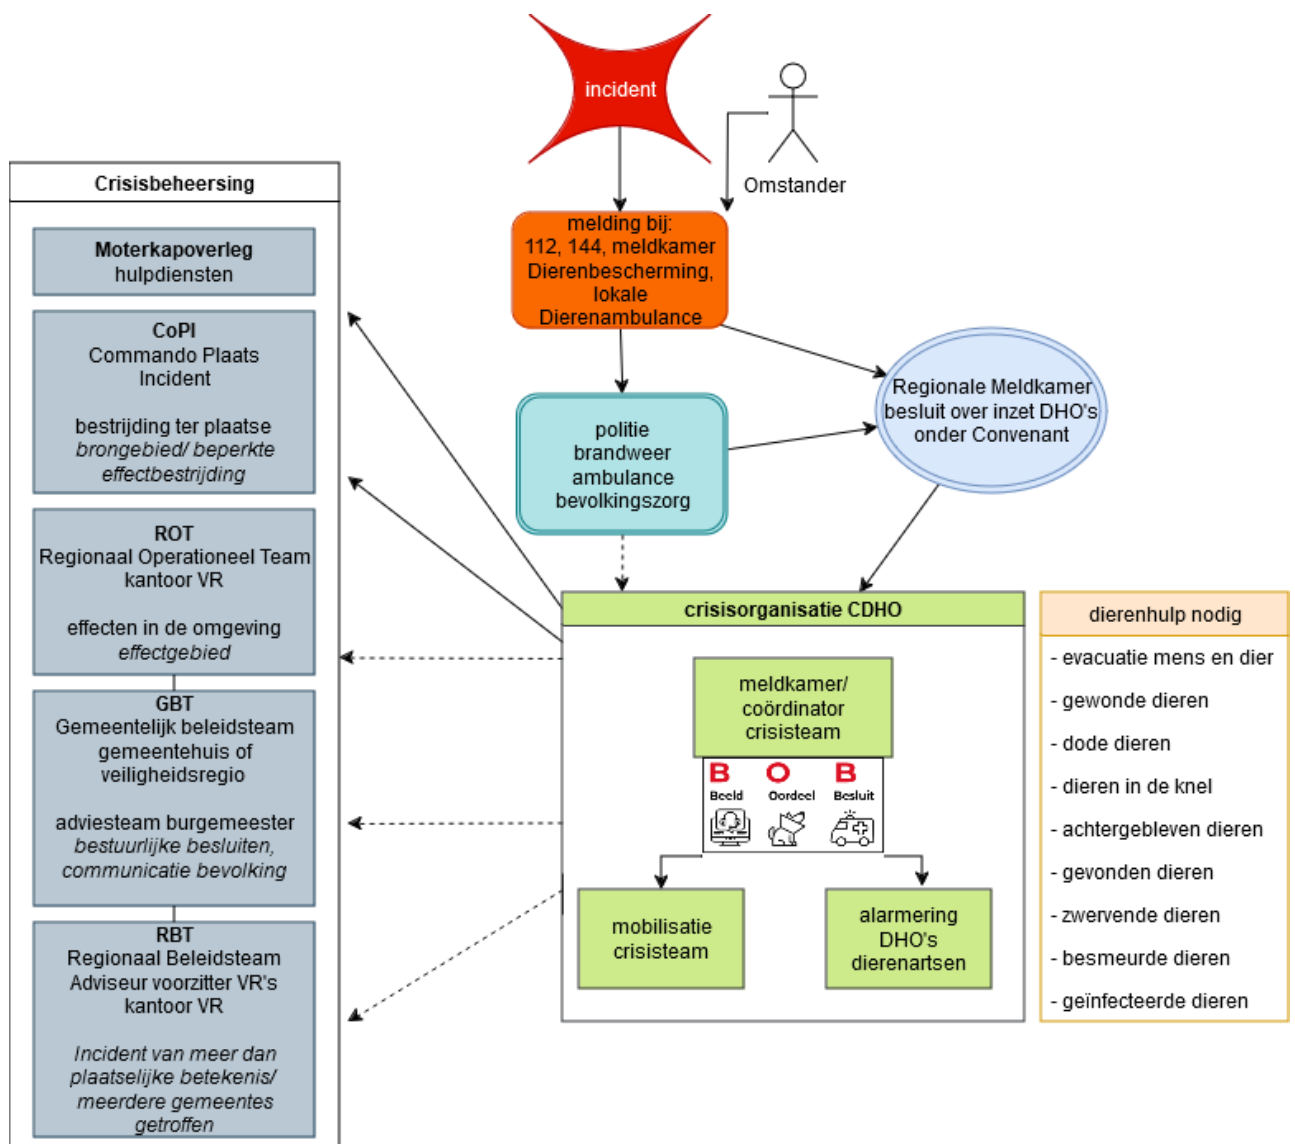 incident
Omstander
melding bij:
112, 144, meldkamer
Dierenbescherming,
lokale
Dierenambulance
politie
brandweer
ambulance
bevolkingszorg
Regionale Meldkamer
besluit over inzet DHO's
onder Convenant
Crisisbeheersing
Moterkapoverleg
hulpdiensten
CoPI
Commando Plaats
Incident
bestrijding ter plaatse
brongebied/ beperkte
effectbestrijding
ROT
Regionaal Operationeel Team
kantoor VR
effecten in de omgeving
effectgebied
GBT
Gemeentelijk beleidsteam
gemeentehuis of
veiligheidsregio
adviesteam burgemeester
bestuurlijke besluiten,
communicatie bevolking
RBT
Regionaal Beleidsteam
Adviseur voorzitter VR's
kantoor VR
Incident van meer dan
plaatselijke betekenis/
meerdere gemeentes
getroffen
crisisorganisatie CDHO
meldkamer/
coördinator
crisisteam
B O B
Beeld Oordeel Besluit
mobilisatie
crisisteam
alarmering
DHO's
dierenartsen
dierenhulp nodig
- evacuatie mens en dier
- gewonde dieren
- dode dieren
- dieren in de knel
- achtergebleven dieren
- gevonden dieren
- zwervende dieren
- besmeurde dieren
- geïnfecteerde dieren